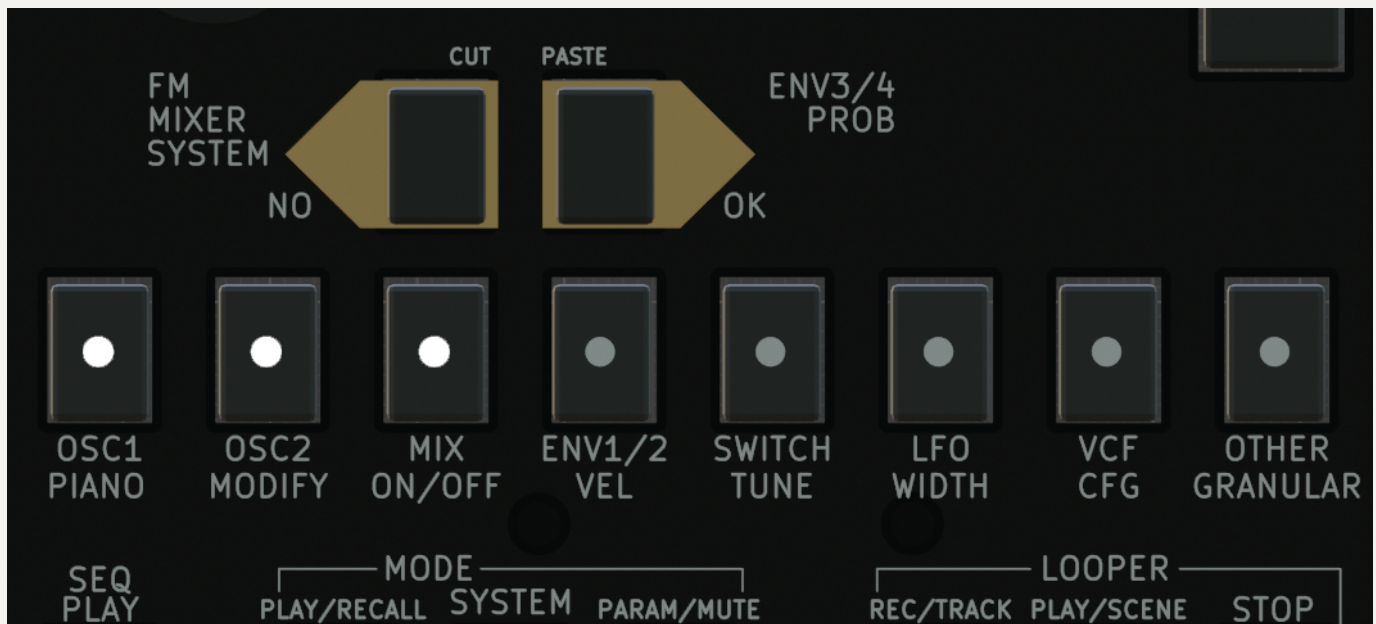 CUT
PASTE
FM
MIXER
SYSTEM
ENV3/4
PROB
NO
OK
OSC1
PIANO
OSC2
MODIFY
MIX
ON/OFF
ENV1/2
VEL
SWITCH
TUNE
LFO
WIDTH
VCF
CFG
OTHER
GRANULAR
SEQ
PLAY
MODE
PLAY/RECALL
SYSTEM
PARAM/MUTE
LOOPER
REC/TRACK
PLAY/SCENE
STOP